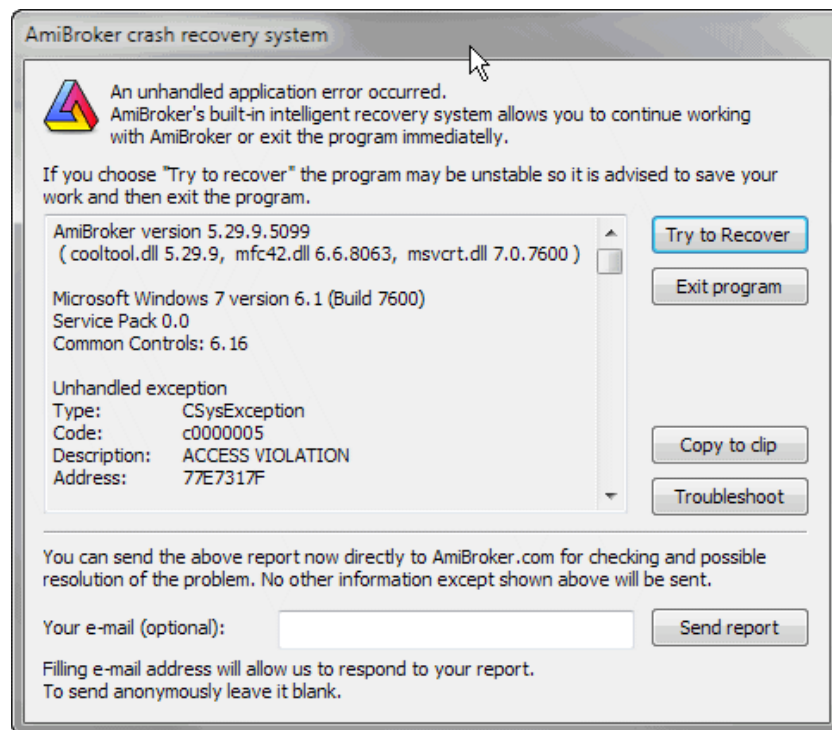 AmiBroker crash recovery system
An unhandled application error occurred.
AmiBroker's built-in intelligent recovery system allows you to continue working
with AmiBroker or exit the program immediatelly.
If you choose "Try to recover" the program may be unstable so it is advised to save your
work and then exit the program.
AmiBroker version 5.29.9.5099
( cooltool.dll 5.29.9, mfc42.dll 6.6.8063, msvcrt.dll 7.0.7600 )
Microsoft Windows 7 version 6.1 (Build 7600)
Service Pack 0.0
Common Controls: 6.16
Unhandled exception
Type: CSysException
Code: c0000005
Description: ACCESS VIOLATION
Address: 77E7317F
Try to Recover
Exit program
Copy to clip
Troubleshoot
You can send the above report now directly to AmiBroker.com for checking and possible
resolution of the problem. No other information except shown above will be sent.
Your e-mail (optional):
Send report
Filling e-mail address will allow us to respond to your report.
To send anonymously leave it blank.